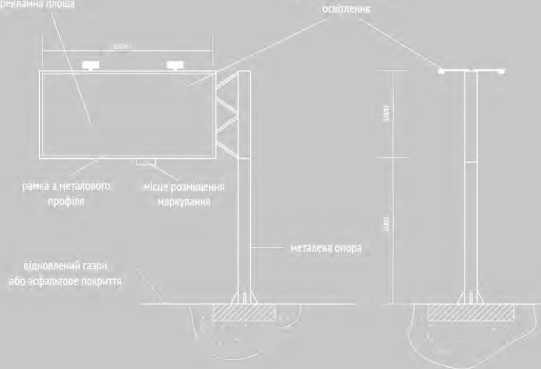 рекламна площа
освітлення
рамка з металового
профілю
місце розміщення
маркування
металева опора
відновлений газон
або асфальтове покриття